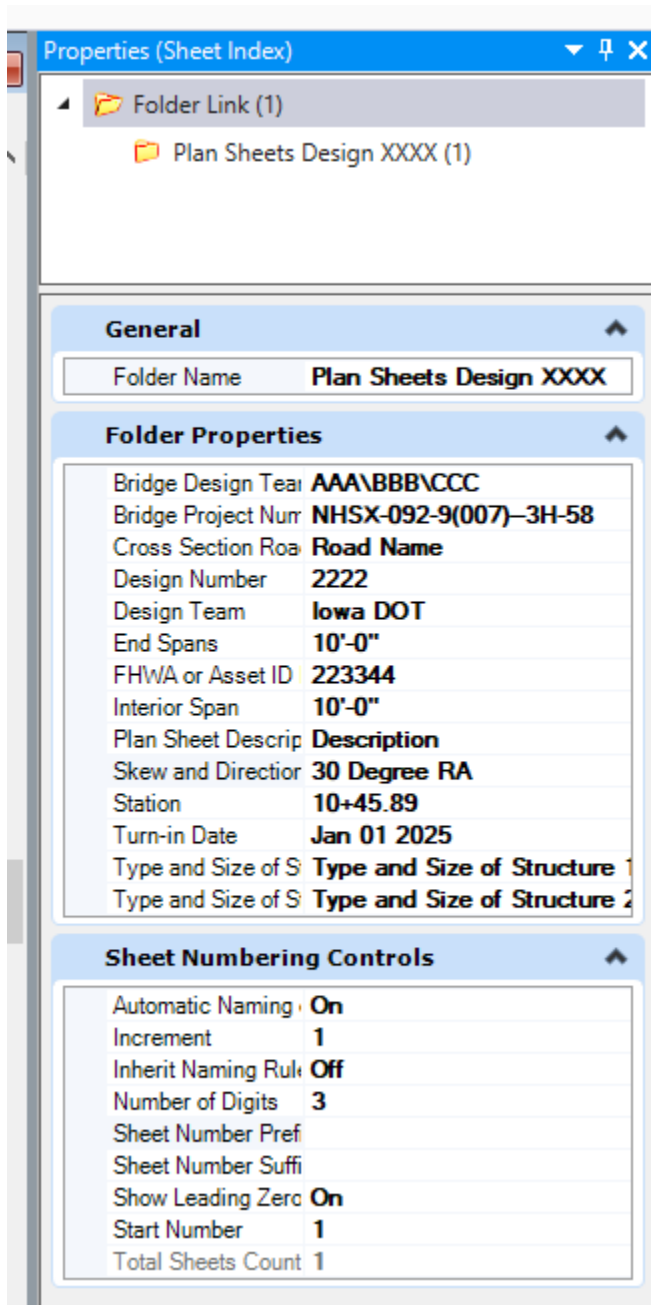 Properties (Sheet Index)
Folder Link (1)
Plan Sheets Design XXXX (1)
General
Folder Name Plan Sheets Design XXXX
Folder Properties
Bridge Design Tear AAA\BBB\CCC
Bridge Project Num NHSX-092-9(007)--3H-58
Cross Section Roa Road Name
Design Number 2222
Design Team Iowa DOT
End Spans 10'-0"
FHWA or Asset ID 223344
Interior Span 10'-0"
Plan Sheet Descrip Description
Skew and Direction 30 Degree RA
Station 10+45.89
Turn-in Date Jan 01 2025
Type and Size of S Type and Size of Structure 1
Type and Size of S Type and Size of Structure 2
Sheet Numbering Controls
Automatic Naming On
Increment 1
Inherit Naming Rule Off
Number of Digits 3
Sheet Number Prefi
Sheet Number Suffi
Show Leading Zero On
Start Number 1
Total Sheets Count 1